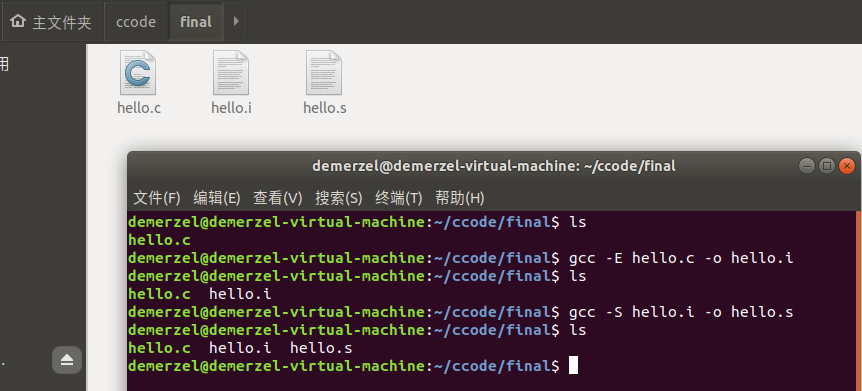 主文件夹 ccode final
用
hello.c hello.i hello.s
demerzel@demerzel-virtual-machine: ~/ccode/final
文件(F) 编辑(E) 查看(V) 搜索(S) 终端(T) 帮助(H)
demerzel@demerzel-virtual-machine:~/ccode/final$ ls
hello.c
demerzel@demerzel-virtual-machine:~/ccode/final$ gcc -E hello.c -o hello.i
demerzel@demerzel-virtual-machine:~/ccode/final$ ls
hello.c hello.i
demerzel@demerzel-virtual-machine:~/ccode/final$ gcc -S hello.i -o hello.s
demerzel@demerzel-virtual-machine:~/ccode/final$ ls
hello.c hello.i hello.s
demerzel@demerzel-virtual-machine:~/ccode/final$